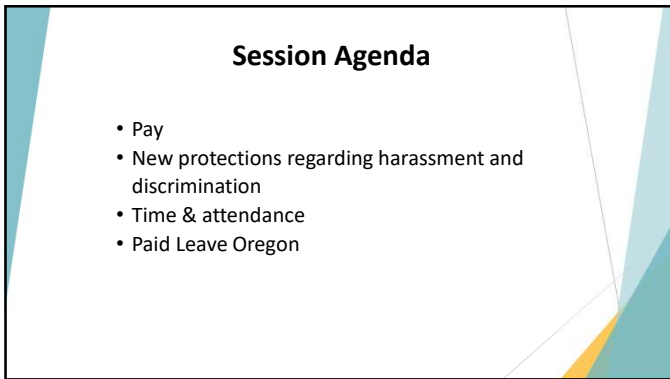 Session Agenda
• Pay
• New protections regarding harassment and
discrimination
• Time & attendance
• Paid Leave Oregon